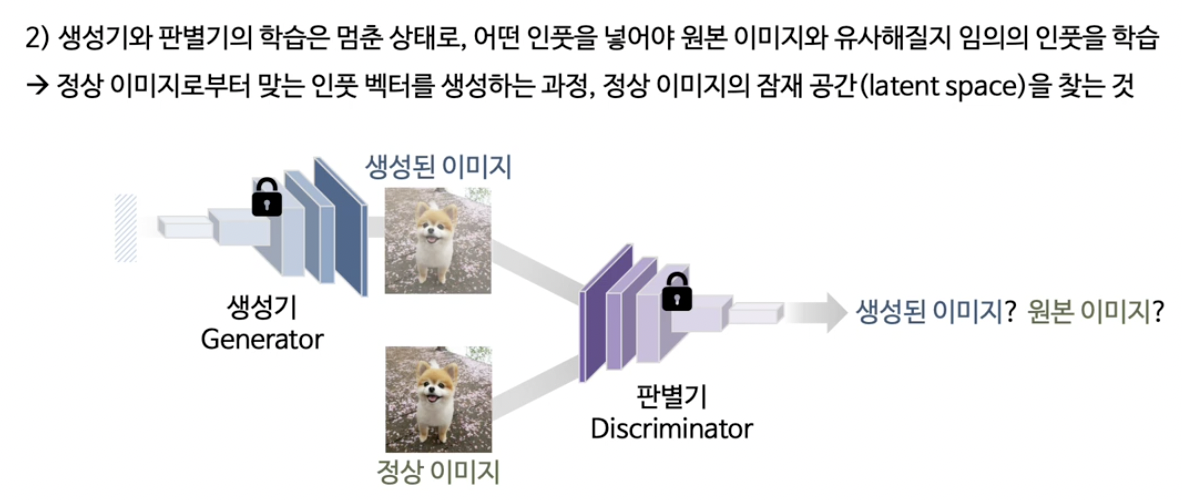 2) 생성기와 판별기의 학습은 멈춘 상태로, 어떤 인풋을 넣어야 원본 이미지와 유사해질지 임의의 인풋을 학습
→ 정상 이미지로부터 맞는 인풋 벡터를 생성하는 과정, 정상 이미지의 잠재 공간(latent space)을 찾는 것
생성된 이미지
생성기
Generator
생성된 이미지? 원본 이미지?
판별기
Discriminator
정상 이미지